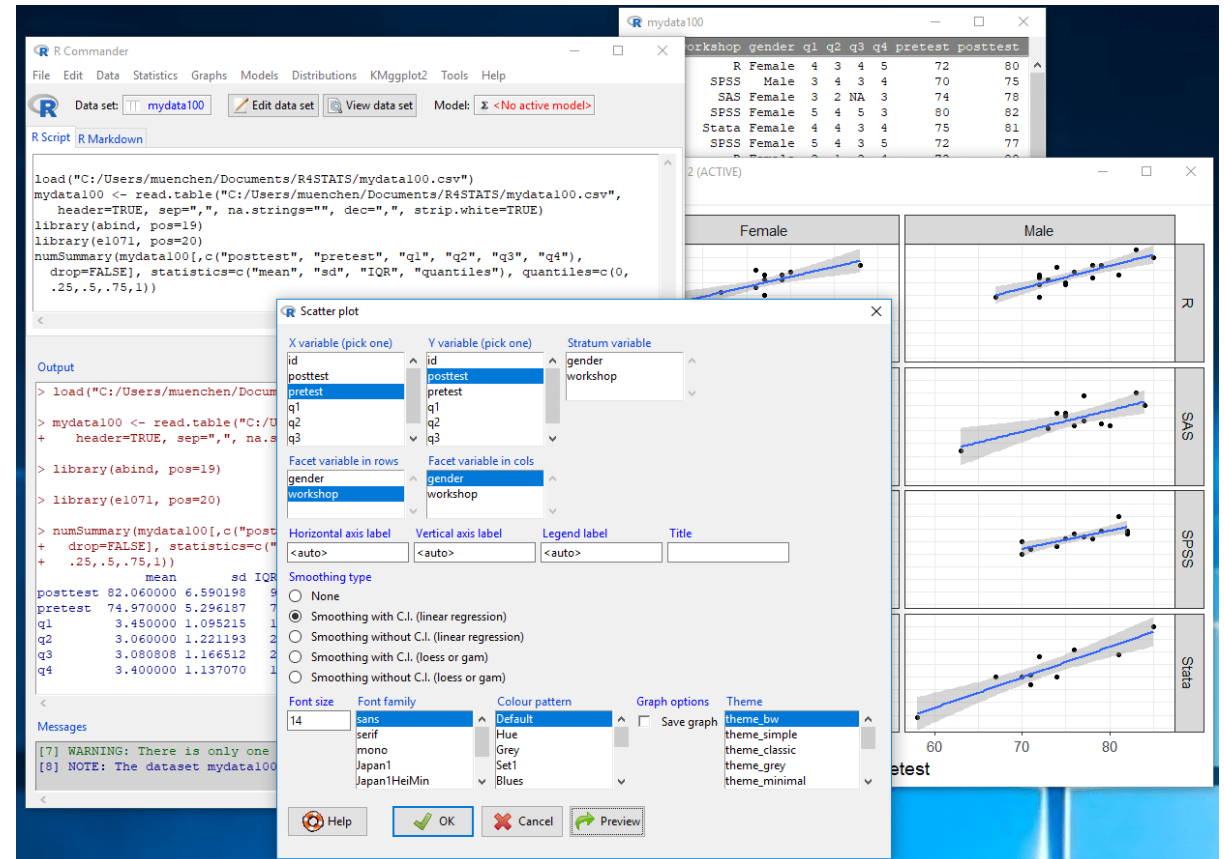 R Commander
File Edit Data Statistics Graphs Models Distributions KMggplot2 Tools Help
Data set: mydata100 Edit data set View data set Model: Σ <No active model>
R Script R Markdown
load("C:/Users/muenchen/Documents/R4STATS/mydata100.csv")
mydata100 <- read.table("C:/Users/muenchen/Documents/R4STATS/mydata100.csv",
header=TRUE, sep=",", na.strings="", dec=",", strip.white=TRUE)
library(abind, pos=19)
library(e1071, pos=20)
numSummary(mydata100[,c("posttest", "pretest", "q1", "q2", "q3", "q4"),
drop=FALSE], statistics=c("mean", "sd", "IQR", "quantiles"), quantiles=c(0,
.25,.5,.75,1))
Output
> load("C:/Users/muenchen/Docum
> mydata100 <- read.table("C:/U
+ header=TRUE, sep=",", na.s
> library(abind, pos=19)
> library(e1071, pos=20)
> numSummary(mydata100[,c("post
+ drop=FALSE], statistics=c("
+ .25,.5,.75,1))
mean sd IQR
posttest 82.060000 6.590198 9
pretest 74.970000 5.296187 7
q1 3.450000 1.095215 1
q2 3.060000 1.221193 2
q3 3.080808 1.166512 2
q4 3.400000 1.137070 1
Messages
[7] WARNING: There is only one
[8] NOTE: The dataset mydata100
mydata100
orkshop gender q1 q2 q3 q4 pretest posttest
R Female 4 3 4 5 72 80
SPSS Male 3 4 3 4 70 75
SAS Female 3 2 NA 3 74 78
SPSS Female 5 4 5 3 80 82
Stata Female 4 4 3 4 75 81
SPSS Female 5 4 3 5 72 77
2 (ACTIVE)
Female Male
R
SAS
SPSS
Stata
60 70 80
etest
Scatter plot
X variable (pick one) Y variable (pick one) Stratum variable
id id gender
posttest posttest workshop
pretest pretest
q1 q1
q2 q2
q3 q3
Facet variable in rows Facet variable in cols
gender gender
workshop workshop
Horizontal axis label Vertical axis label Legend label Title
<auto> <auto> <auto>
Smoothing type
None
Smoothing with C.I. (linear regression)
Smoothing without C.I. (linear regression)
Smoothing with C.I. (loess or gam)
Smoothing without C.I. (loess or gam)
Font size Font family Colour pattern Graph options Theme
14 sans Default Save graph theme_bw
serif Hue theme_simple
mono Grey theme_classic
Japan1 Set1 theme_grey
Japan1HeiMin Blues theme_minimal
Help OK Cancel Preview